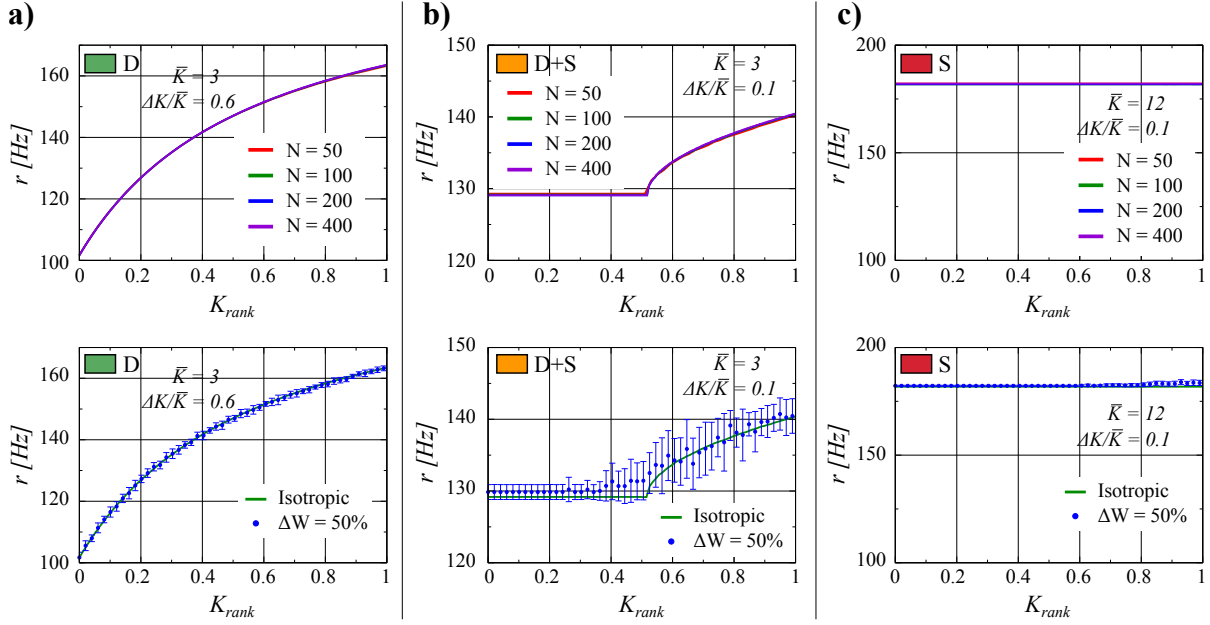 a)
D
K̄ = 3
ΔK/K̄ = 0.6
N = 50
N = 100
N = 200
N = 400
r [Hz]
160
140
120
100
0
0.2
0.4
0.6
0.8
1
K_rank
D
K̄ = 3
ΔK/K̄ = 0.6
Isotropic
ΔW = 50%
r [Hz]
160
140
120
100
0
0.2
0.4
0.6
0.8
1
K_rank
b)
D+S
K̄ = 3
ΔK/K̄ = 0.1
N = 50
N = 100
N = 200
N = 400
r [Hz]
150
140
130
120
0
0.2
0.4
0.6
0.8
1
K_rank
D+S
K̄ = 3
ΔK/K̄ = 0.1
Isotropic
ΔW = 50%
r [Hz]
150
140
130
120
0
0.2
0.4
0.6
0.8
1
K_rank
c)
S
K̄ = 12
ΔK/K̄ = 0.1
N = 50
N = 100
N = 200
N = 400
r [Hz]
200
150
100
0
0.2
0.4
0.6
0.8
1
K_rank
S
K̄ = 12
ΔK/K̄ = 0.1
Isotropic
ΔW = 50%
r [Hz]
200
150
100
0
0.2
0.4
0.6
0.8
1
K_rank